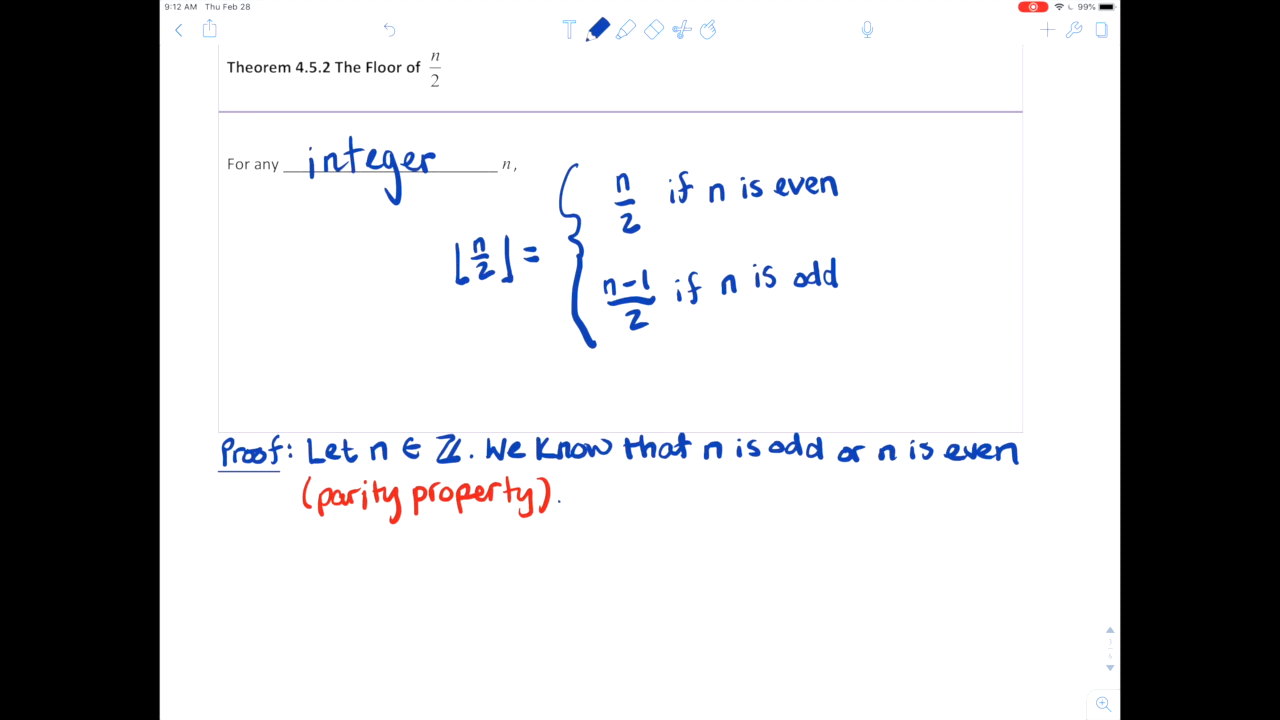 9:12 AM Thu Feb 28
99%
T
Theorem 4.5.2 The Floor of n/2
For any integer n,
⌊n/2⌋ = {
n/2 if n is even
n-1/2 if n is odd
Proof: Let n ∈ ℤ. We know that n is odd or n is even
(parity property).